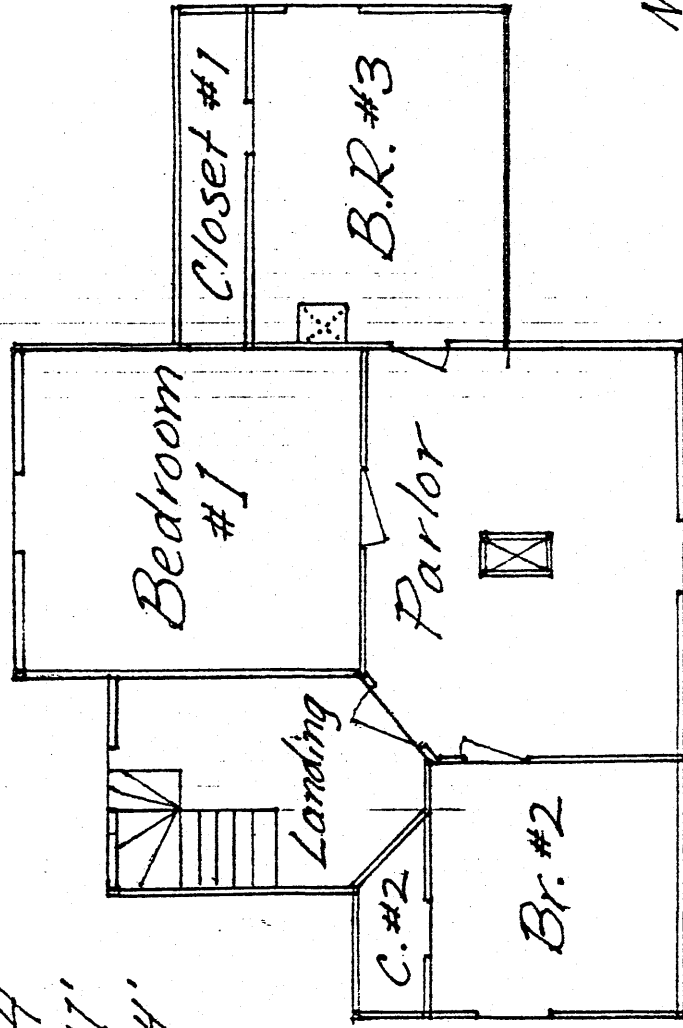 Closet #1
B.R. #3
Bedroom
#1
Parlor
Landing
C. #2
Br. #2